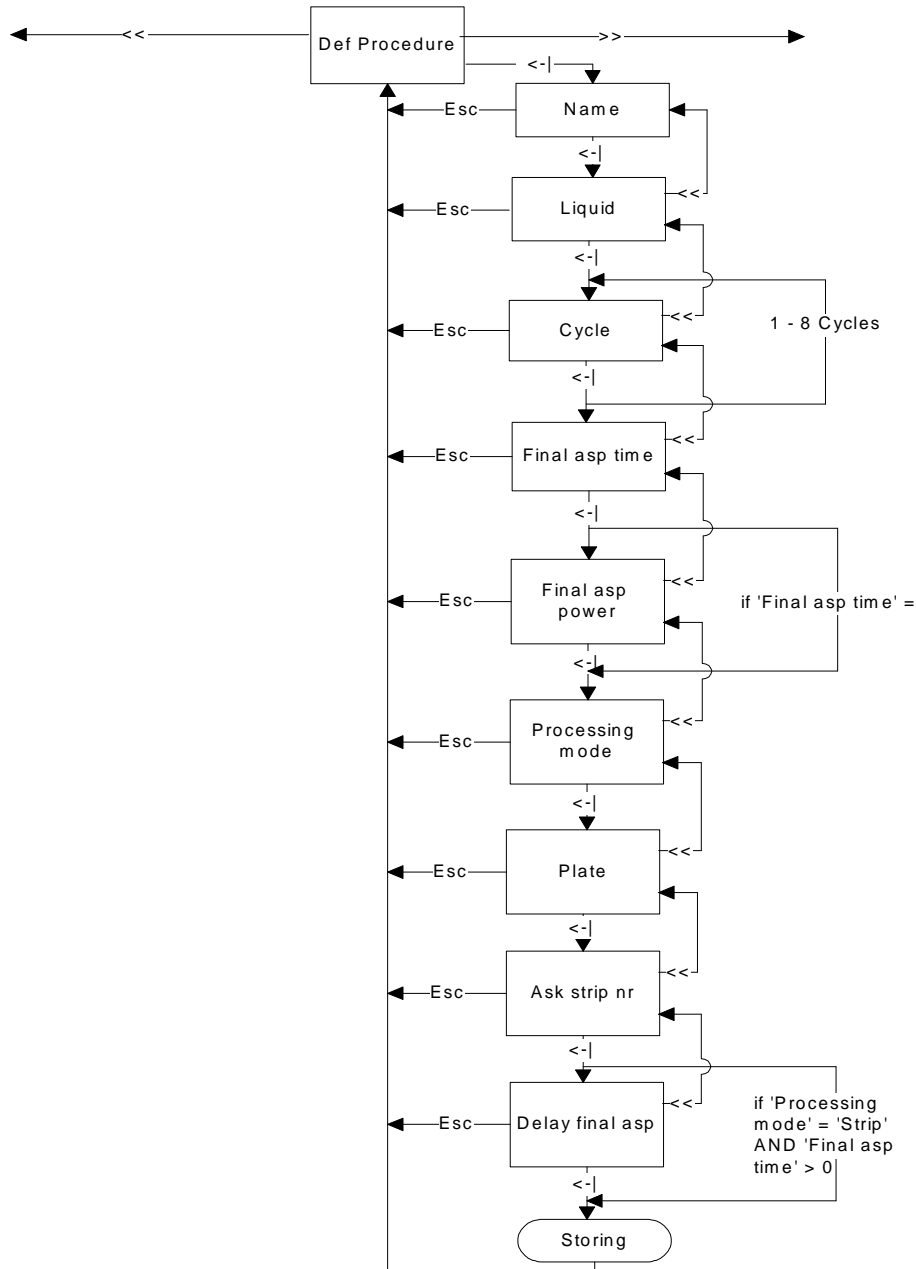 <<
Def Procedure
>>
<-|
Esc
Name
<-|
<<
Esc
Liquid
<-|
<<
Esc
Cycle
1 - 8 Cycles
<-|
<<
Esc
Final asp time
<-|
<<
Esc
Final asp
power
if 'Final asp time' =
<-|
<<
Esc
Processing
mode
<-|
<<
Esc
Plate
<-|
<<
Esc
Ask strip nr
<-|
<<
Esc
Delay final asp
if 'Processing
mode' = 'Strip'
AND 'Final asp
time' > 0
<-|
Storing